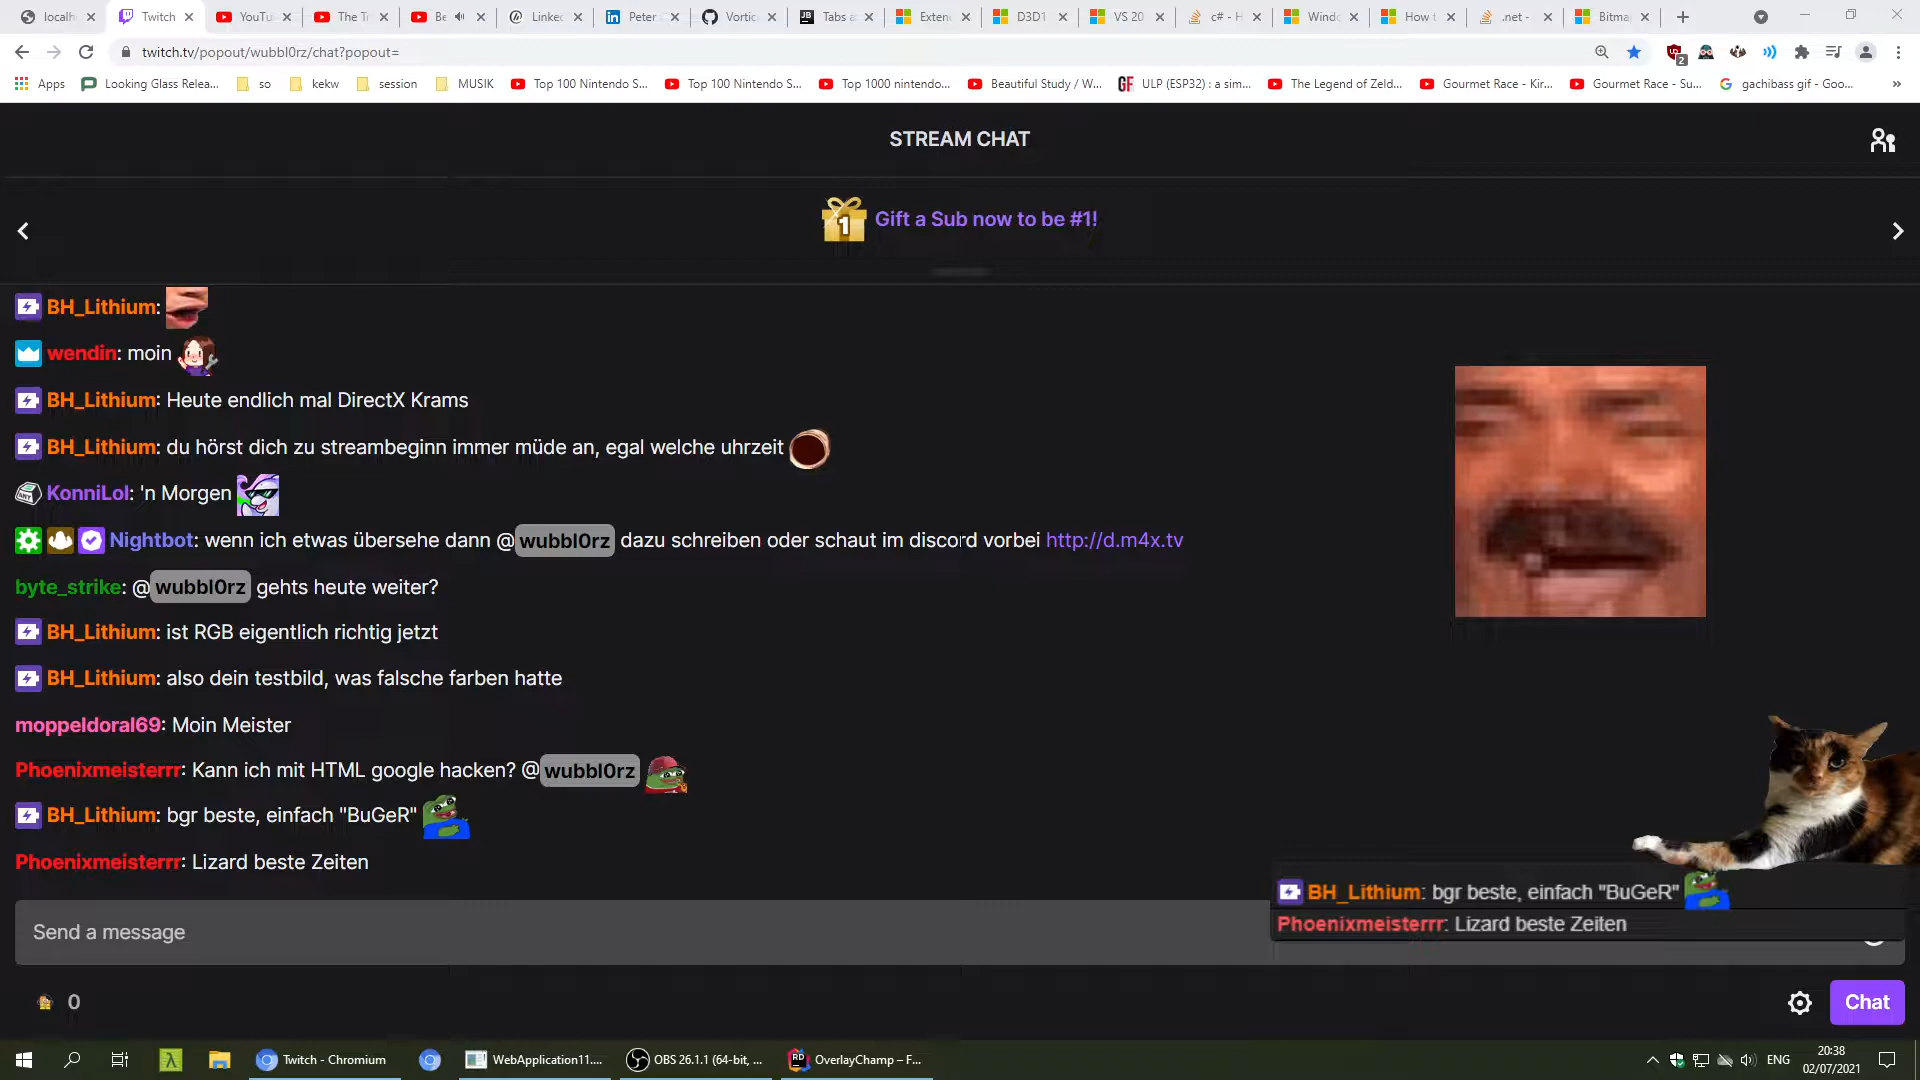 localh
Twitch
YouTu
The Tr
Be
Linked
Peter
Vortic
Tabs a
Extens
D3D1
VS 20
c# - H
Windo
How t
.net -
Bitma
twitch.tv/popout/wubbl0rz/chat?popout=
2
Apps
Looking Glass Relea...
so
kekw
session
MUSIK
Top 100 Nintendo S...
Top 100 Nintendo S...
Top 1000 nintendo...
Beautiful Study / W...
ULP (ESP32) : a sim...
The Legend of Zeld...
Gourmet Race - Kir...
Gourmet Race - Su...
gachibass gif - Goo...
STREAM CHAT
1 Gift a Sub now to be #1!
BH_Lithium:
wendin: moin
BH_Lithium: Heute endlich mal DirectX Krams
BH_Lithium: du hörst dich zu streambeginn immer müde an, egal welche uhrzeit
KonniLol: 'n Morgen
Nightbot: wenn ich etwas übersehe dann @wubbl0rz dazu schreiben oder schaut im discord vorbei http://d.m4x.tv
byte_strike: @wubbl0rz gehts heute weiter?
BH_Lithium: ist RGB eigentlich richtig jetzt
BH_Lithium: also dein testbild, was falsche farben hatte
moppeldoral69: Moin Meister
Phoenixmeisterrr: Kann ich mit HTML google hacken? @wubbl0rz
BH_Lithium: bgr beste, einfach "BuGeR"
Phoenixmeisterrr: Lizard beste Zeiten
BH_Lithium: bgr beste, einfach "BuGeR"
Phoenixmeisterrr: Lizard beste Zeiten
Send a message
0
Chat
Twitch - Chromium
WebApplication11....
OBS 26.1.1 (64-bit, ...
OverlayChamp – F...
ENG
20:38
02/07/2021